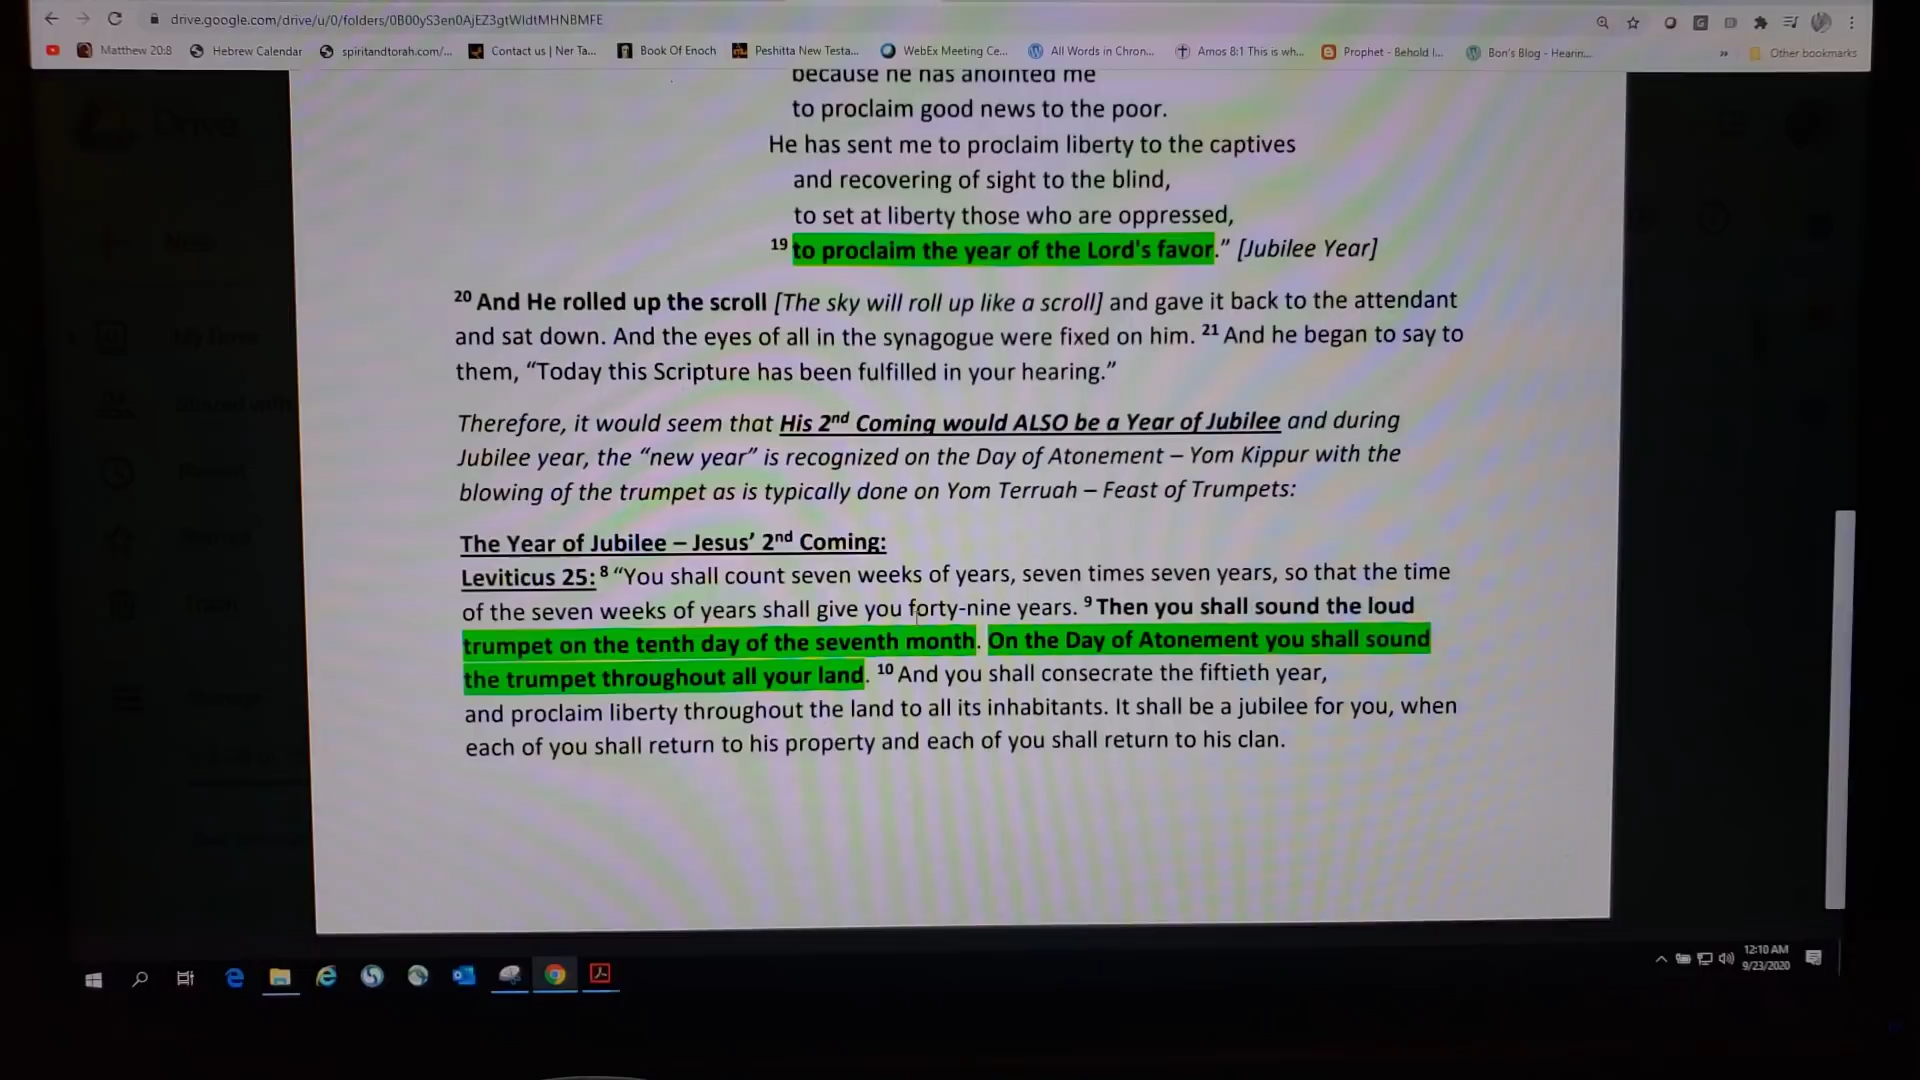 drive.google.com/drive/u/0/folders/0B00yS3en0AjEZ3gtWldtMHNBMFE
Matthew 20:8 Hebrew Calendar spiritandtorah.com/... Contact us | Ner Ta... Book Of Enoch Peshitta New Testa... WebEx Meeting Ce... All Words in Chron... Amos 8:1 This is wh... Prophet - Behold I... Bon's Blog - Hearin... » Other bookmarks
because he has anointed me
to proclaim good news to the poor.
He has sent me to proclaim liberty to the captives
and recovering of sight to the blind,
to set at liberty those who are oppressed,
19 to proclaim the year of the Lord's favor.” [Jubilee Year]
20 And He rolled up the scroll [The sky will roll up like a scroll] and gave it back to the attendant
and sat down. And the eyes of all in the synagogue were fixed on him. 21 And he began to say to
them, “Today this Scripture has been fulfilled in your hearing.”
Therefore, it would seem that His 2nd Coming would ALSO be a Year of Jubilee and during
Jubilee year, the “new year” is recognized on the Day of Atonement – Yom Kippur with the
blowing of the trumpet as is typically done on Yom Terruah – Feast of Trumpets:
The Year of Jubilee – Jesus’ 2nd Coming:
Leviticus 25: 8 “You shall count seven weeks of years, seven times seven years, so that the time
of the seven weeks of years shall give you forty-nine years. 9 Then you shall sound the loud
trumpet on the tenth day of the seventh month. On the Day of Atonement you shall sound
the trumpet throughout all your land. 10 And you shall consecrate the fiftieth year,
and proclaim liberty throughout the land to all its inhabitants. It shall be a jubilee for you, when
each of you shall return to his property and each of you shall return to his clan.
Drive
New
My Drive
Shared with
Recent
Starred
Trash
Storage
12:10 AM
9/23/2020